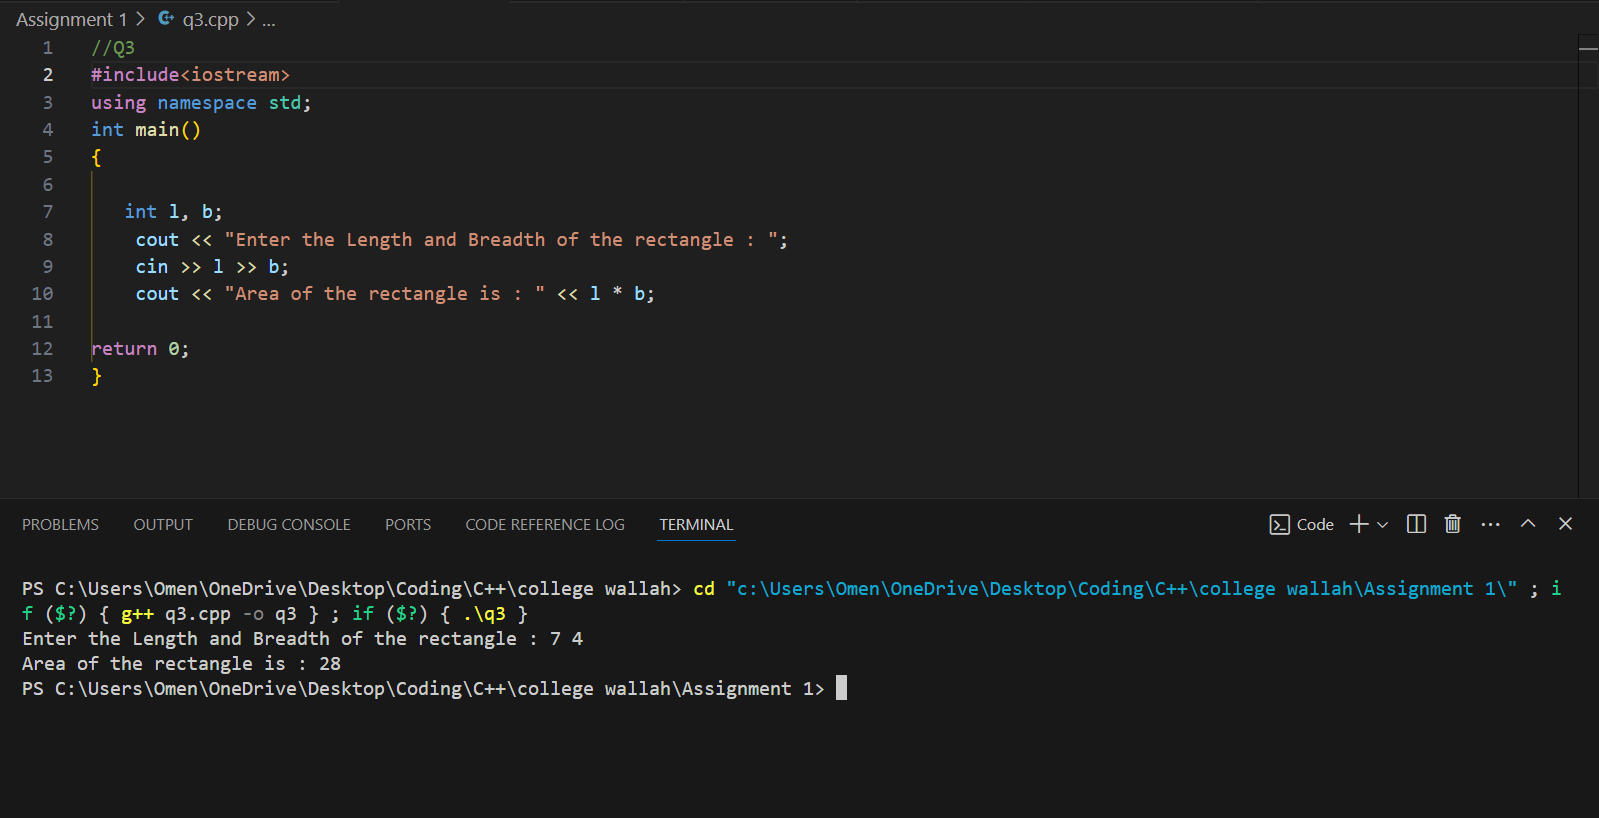 Assignment 1 > q3.cpp > ...
1 //Q3
2 #include<iostream>
3 using namespace std;
4 int main()
5 {
6
7    int l, b;
8     cout << "Enter the Length and Breadth of the rectangle : ";
9     cin >> l >> b;
10     cout << "Area of the rectangle is : " << l * b;
11
12 return 0;
13 }
PROBLEMS OUTPUT DEBUG CONSOLE PORTS CODE REFERENCE LOG TERMINAL Code
PS C:\Users\Omen\OneDrive\Desktop\Coding\C++\college wallah> cd "c:\Users\Omen\OneDrive\Desktop\Coding\C++\college wallah\Assignment 1\" ; i
f ($?) { g++ q3.cpp -o q3 } ; if ($?) { .\q3 }
Enter the Length and Breadth of the rectangle : 7 4
Area of the rectangle is : 28
PS C:\Users\Omen\OneDrive\Desktop\Coding\C++\college wallah\Assignment 1>